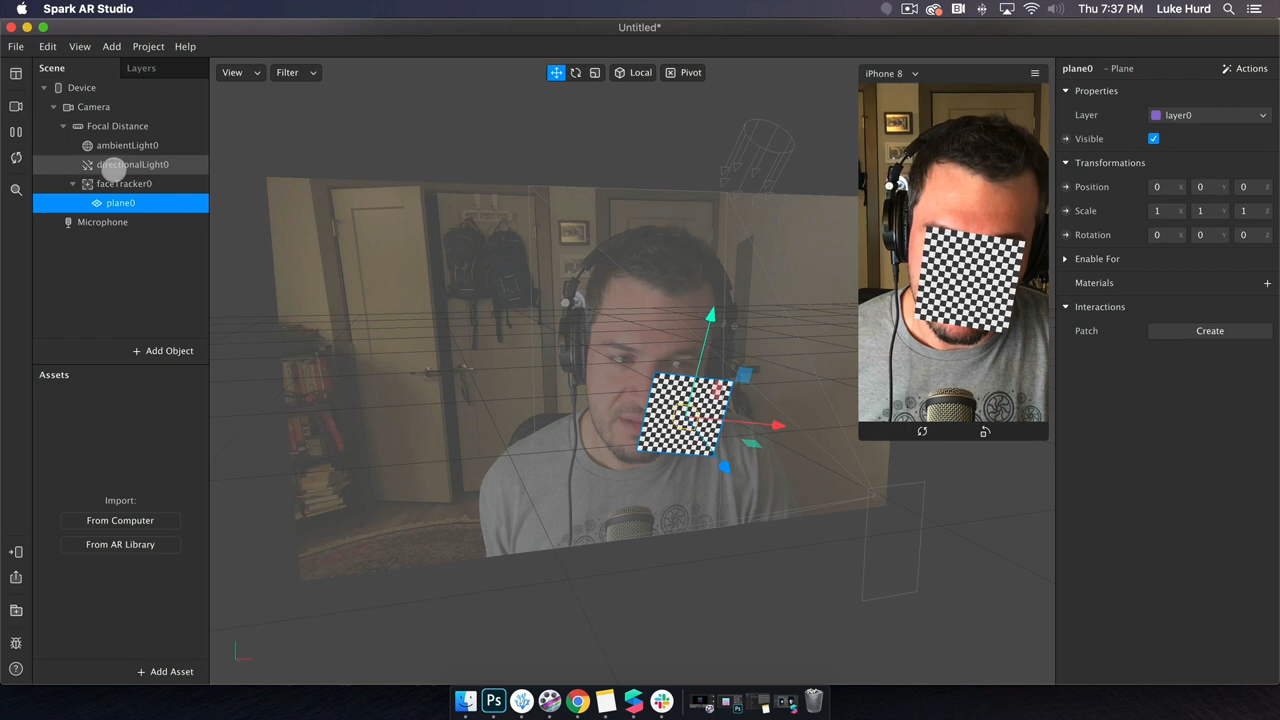 Spark AR Studio
Thu 7:37 PM
Luke Hurd
Untitled*
File
Edit
View
Add
Project
Help
Scene
Layers
Device
Camera
Focal Distance
ambientLight0
directionalLight0
faceTracker0
plane0
Microphone
+ Add Object
Assets
Import:
From Computer
From AR Library
+ Add Asset
View
Filter
Local
Pivot
iPhone 8
plane0 - Plane
Actions
Properties
Layer
layer0
Visible
Transformations
Position
0 X
0 Y
0 Z
Scale
1 X
1 Y
1 Z
Rotation
0 X
0 Y
0 Z
Enable For
Materials
+
Interactions
Patch
Create
Ps